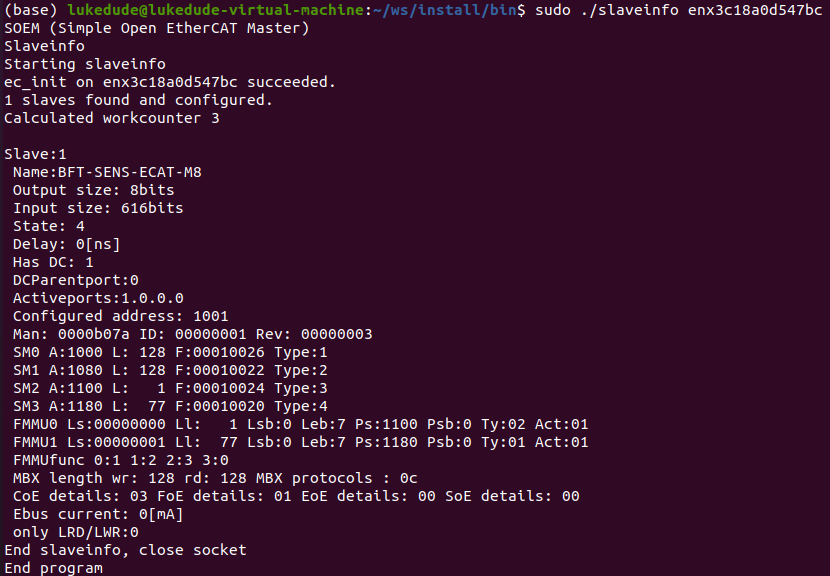 (base) lukedude@lukedude-virtual-machine:~/ws/install/bin$ sudo ./slaveinfo enx3c18a0d547bc
SOEM (Simple Open EtherCAT Master)
Slaveinfo
Starting slaveinfo
ec_init on enx3c18a0d547bc succeeded.
1 slaves found and configured.
Calculated workcounter 3

Slave:1
 Name:BFT-SENS-ECAT-M8
 Output size: 8bits
 Input size: 616bits
 State: 4
 Delay: 0[ns]
 Has DC: 1
 DCParentport:0
 Activeports:1.0.0.0
 Configured address: 1001
 Man: 0000b07a ID: 00000001 Rev: 00000003
 SM0 A:1000 L: 128 F:00010026 Type:1
 SM1 A:1080 L: 128 F:00010022 Type:2
 SM2 A:1100 L:   1 F:00010024 Type:3
 SM3 A:1180 L:  77 F:00010020 Type:4
 FMMU0 Ls:00000000 Ll:   1 Lsb:0 Leb:7 Ps:1100 Psb:0 Ty:02 Act:01
 FMMU1 Ls:00000001 Ll:  77 Lsb:0 Leb:7 Ps:1180 Psb:0 Ty:01 Act:01
 FMMUfunc 0:1 1:2 2:3 3:0
 MBX length wr: 128 rd: 128 MBX protocols : 0c
 CoE details: 03 FoE details: 01 EoE details: 00 SoE details: 00
 Ebus current: 0[mA]
 only LRD/LWR:0
End slaveinfo, close socket
End program